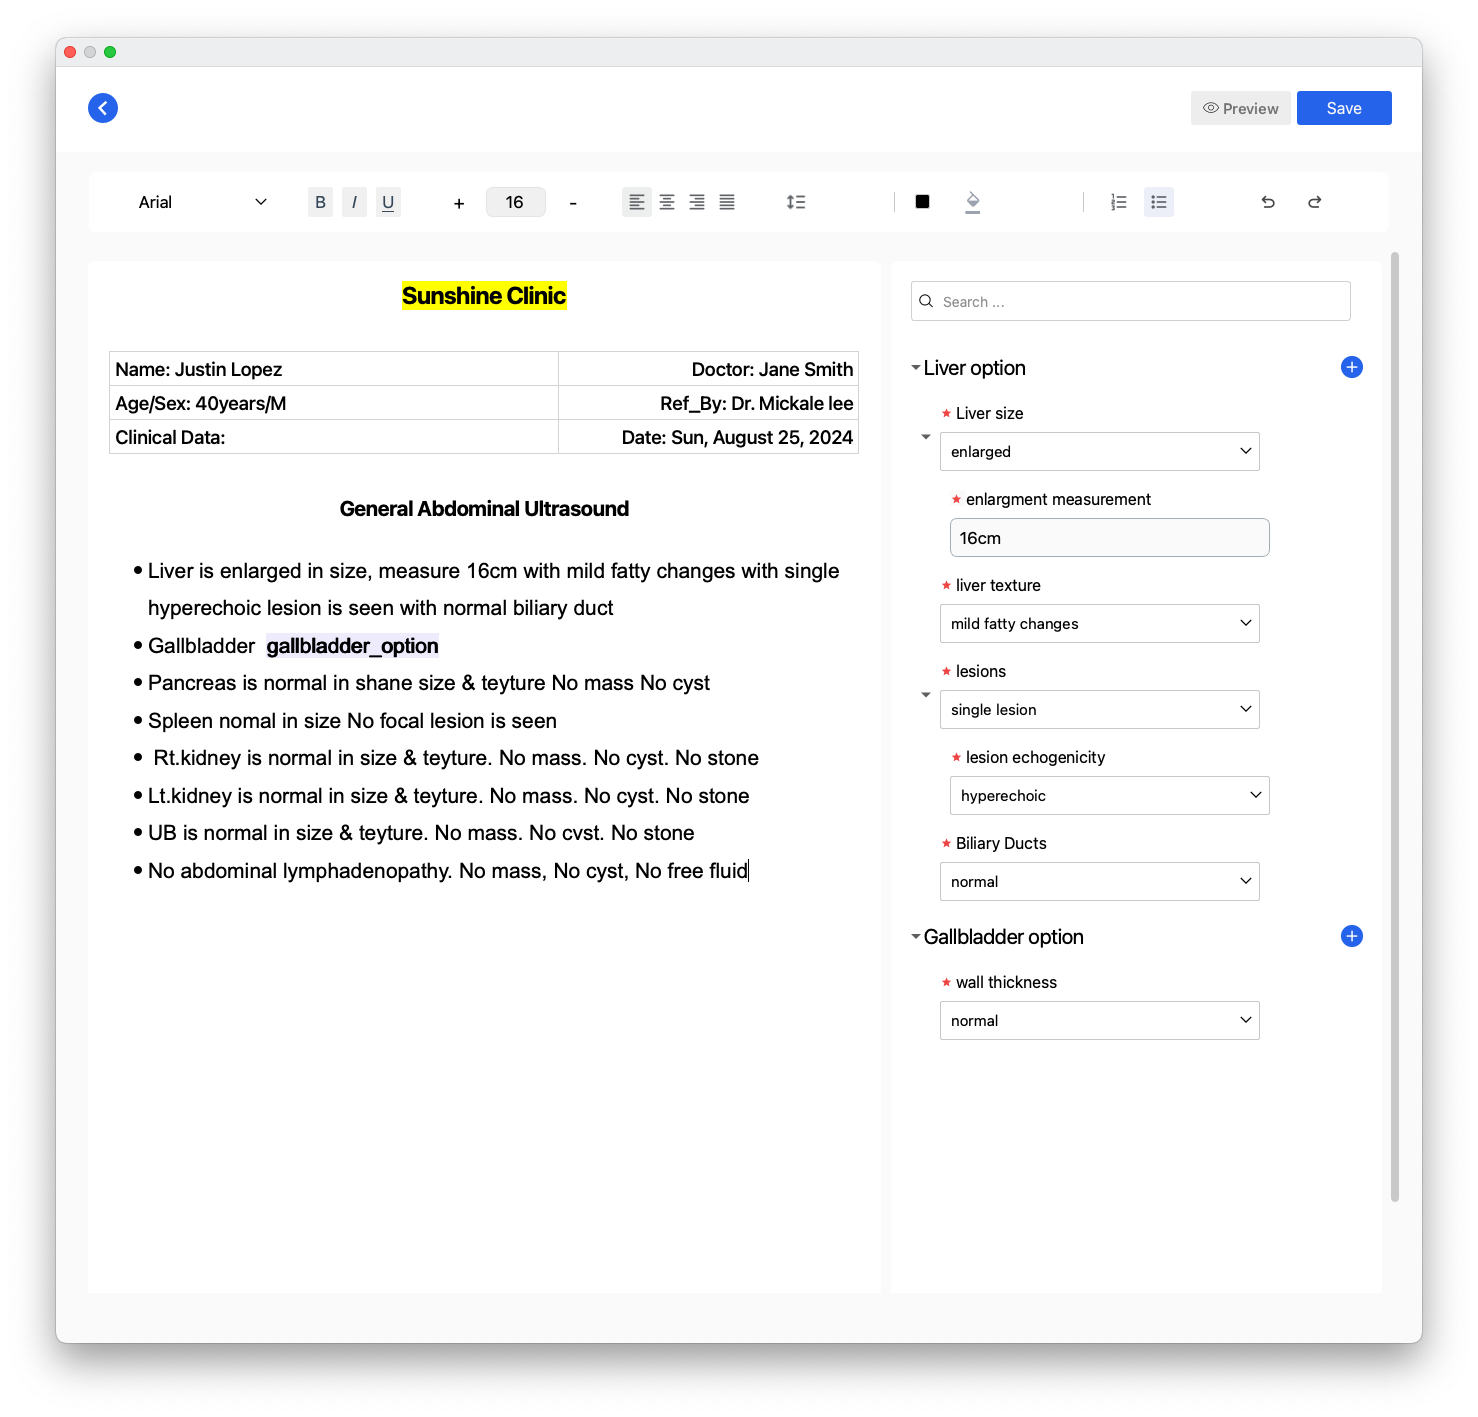 Preview
Save
Arial
B
I
U
+
16
-
Sunshine Clinic
Name: Justin Lopez
Doctor: Jane Smith
Age/Sex: 40years/M
Ref_By: Dr. Mickale lee
Clinical Data:
Date: Sun, August 25, 2024
General Abdominal Ultrasound
• Liver is enlarged in size, measure 16cm with mild fatty changes with single
hyperechoic lesion is seen with normal biliary duct
• Gallbladder gallbladder_option
• Pancreas is normal in shane size & teyture No mass No cyst
• Spleen nomal in size No focal lesion is seen
• Rt.kidney is normal in size & teyture. No mass. No cyst. No stone
• Lt.kidney is normal in size & teyture. No mass. No cyst. No stone
• UB is normal in size & teyture. No mass. No cvst. No stone
• No abdominal lymphadenopathy. No mass, No cyst, No free fluid
Search ...
Liver option
Liver size
enlarged
enlargment measurement
16cm
liver texture
mild fatty changes
lesions
single lesion
lesion echogenicity
hyperechoic
Biliary Ducts
normal
Gallbladder option
wall thickness
normal